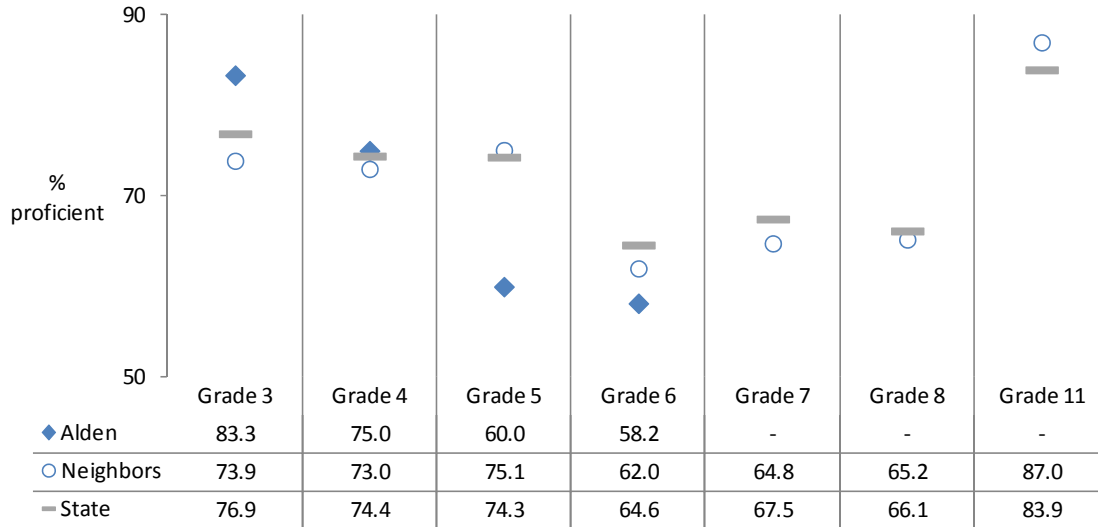 90
70
50
%
proficient
Grade 3 Grade 4 Grade 5 Grade 6 Grade 7 Grade 8 Grade 11
Alden 83.3 75.0 60.0 58.2 - - -
Neighbors 73.9 73.0 75.1 62.0 64.8 65.2 87.0
State 76.9 74.4 74.3 64.6 67.5 66.1 83.9